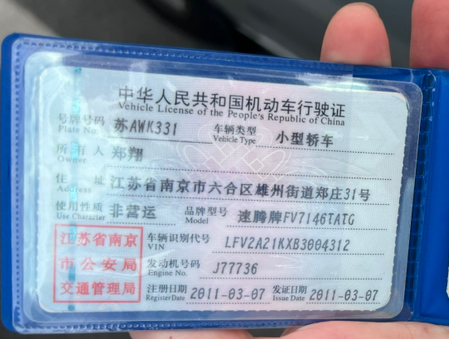 中华人民共和国机动车行驶证
Vehicle License of the People's Republic of China
号牌号码 苏AWK331 车辆类型 小型轿车
Plate No. Vehicle Type
所有人 郑翔
Owner
住址 江苏省南京市六合区雄州街道郑庄31号
Address
使用性质 非营运 品牌型号 速腾牌FV7146TATG
Use Character Model
江苏省南京
市公安局
交通管理局
车辆识别代号 LFV2A21KXB3004312
VIN
发动机号码 J77736
Engine No.
注册日期 2011-03-07 发证日期 2011-03-07
Register Date Issue Date